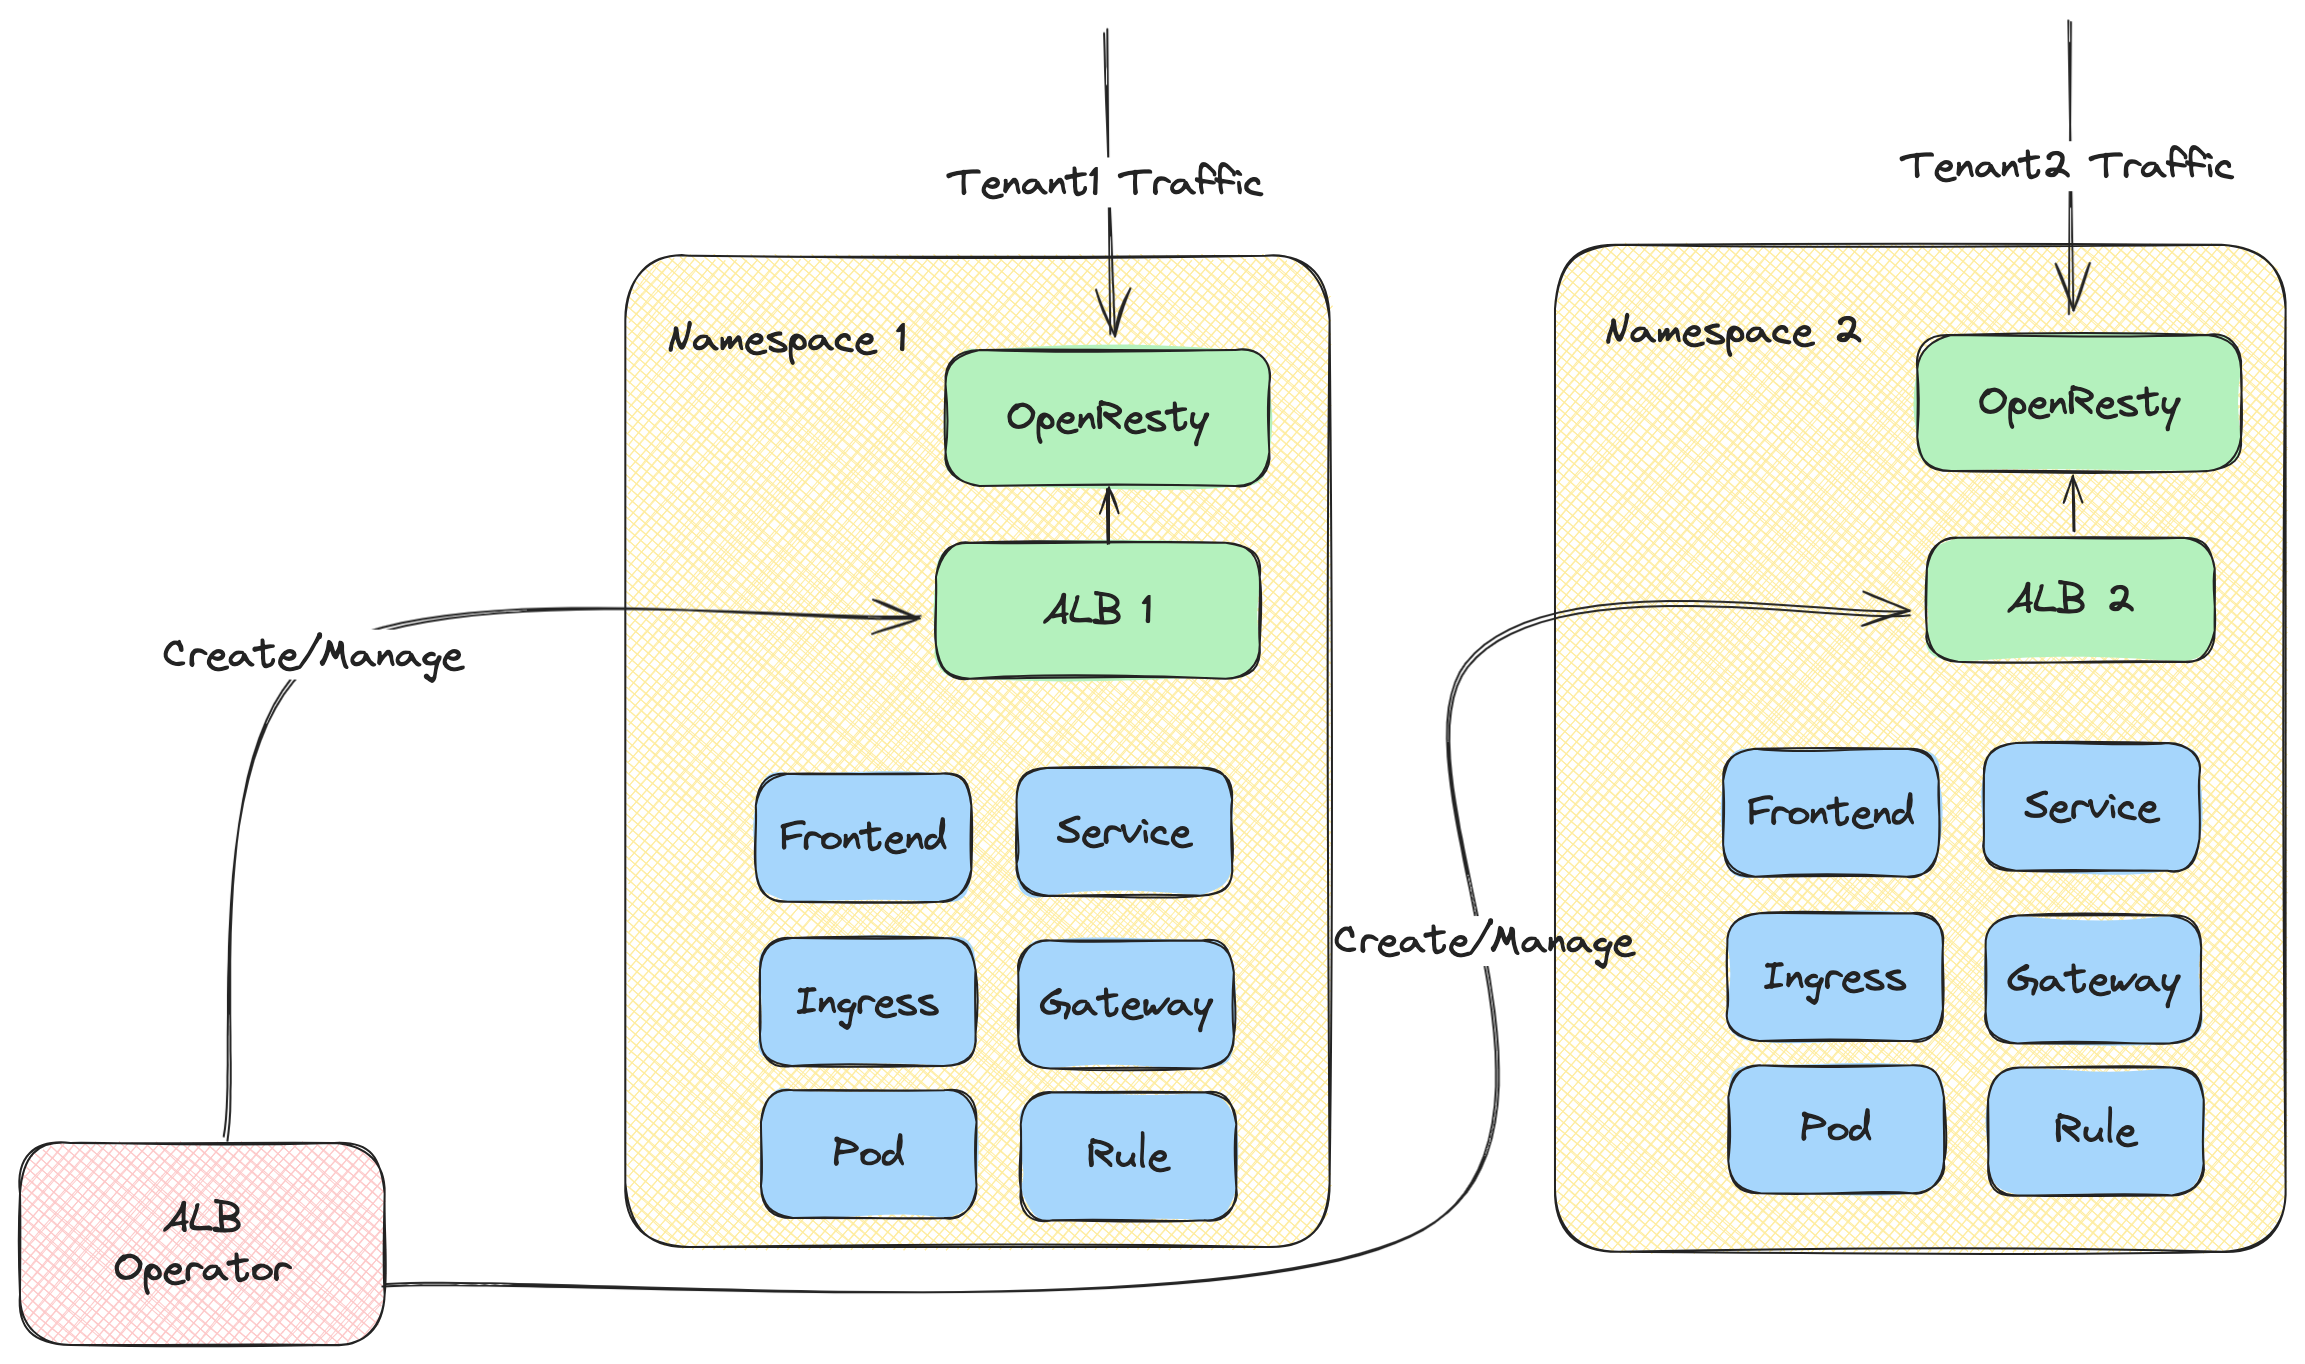 Tenant1 Traffic
Tenant2 Traffic
Namespace 1
OpenResty
ALB 1
Create/Manage
Frontend
Service
Ingress
Gateway
Pod
Rule
Namespace 2
OpenResty
ALB 2
Create/Manage
Frontend
Service
Ingress
Gateway
Pod
Rule
ALB
Operator